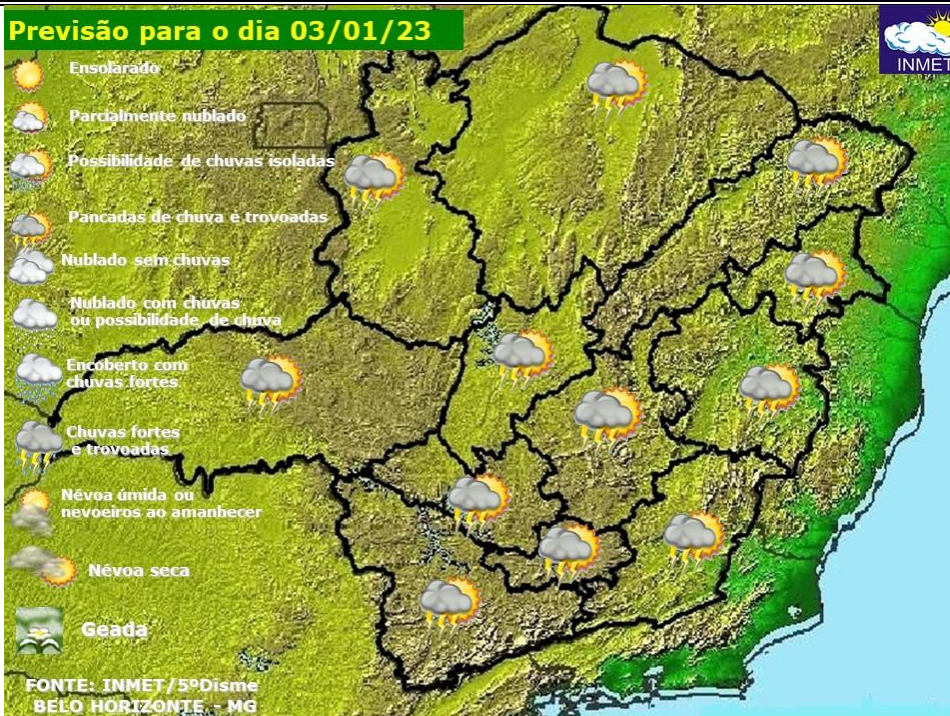 Previsão para o dia 03/01/23
INMET
Ensolarado
Parcialmente nublado
Possibilidade de chuvas isoladas
Pancadas de chuva e trovoadas
Nublado sem chuvas
Nublado com chuvas
ou possibilidade de chuva
Encoberto com
chuvas fortes
Chuvas fortes
e trovoadas
Névoa úmida ou
nevoeiros ao amanhecer
Névoa seca
Geada
FONTE: INMET/5ºDisme
BELO HORIZONTE - MG